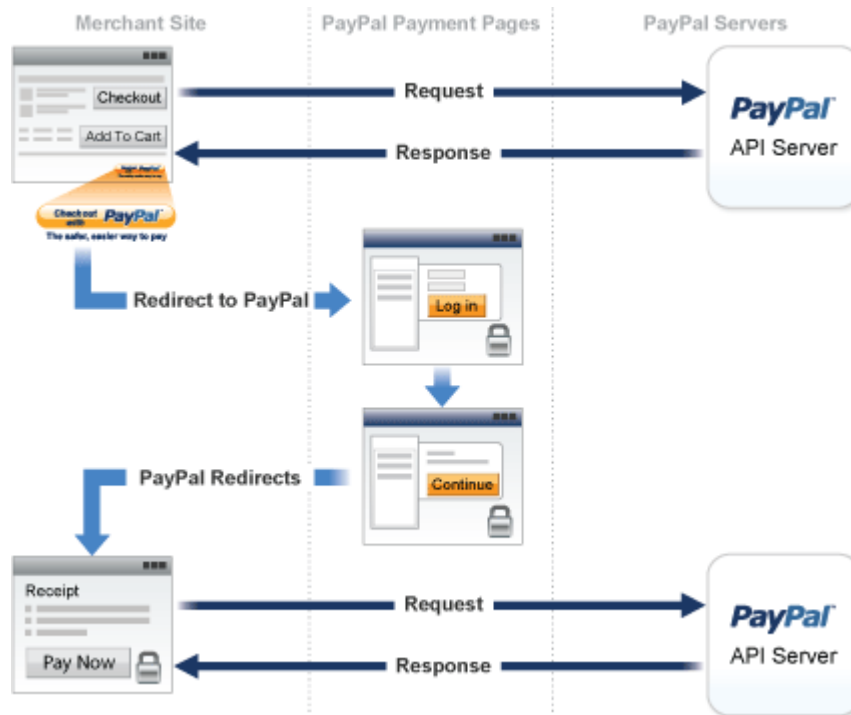 Merchant Site
PayPal Payment Pages
PayPal Servers
Checkout
Add To Cart
Request
Response
PayPal
API Server
Checkout
with
PayPal
The safer, easier way to pay
Redirect to PayPal
Log in
Continue
PayPal Redirects
Receipt
Pay Now
Request
Response
PayPal
API Server